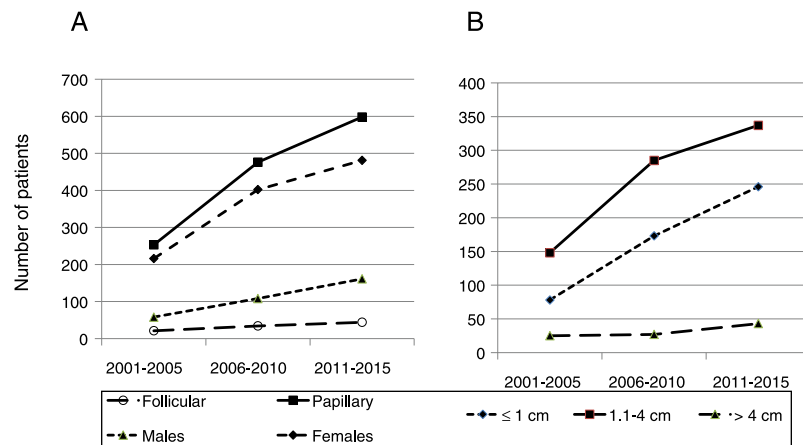 A
B
Number of patients
700
600
500
400
300
200
100
0
2001-2005 2006-2010 2011-2015
400
350
300
250
200
150
100
50
0
2001-2005 2006-2010 2011-2015
Follicular Papillary
Males Females
≤ 1 cm 1.1-4 cm > 4 cm